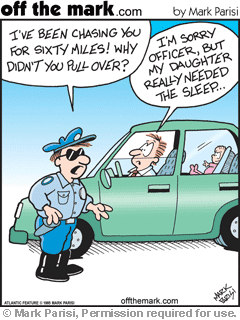 off the mark.com
by Mark Parisi
I'VE BEEN CHASING YOU
FOR SIXTY MILES! WHY
DIDN'T YOU PULL OVER?
I'M SORRY
OFFICER, BUT
MY DAUGHTER
REALLY NEEDED
THE SLEEP...
MARK
PARISI
ATLANTIC FEATURE © 1995 MARK PARISI
offthemark.com
© Mark Parisi, Permission required for use.